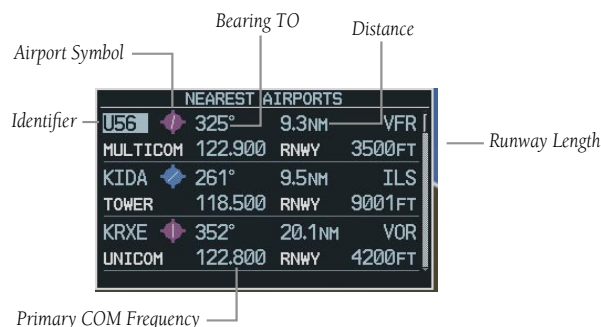 Bearing TO
Distance
Airport Symbol
NEAREST AIRPORTS
Identifier
U56 325° 9.3NM VFR
Runway Length
MULTICOM 122.900 RNWY 3500FT
KIDA 261° 9.5NM ILS
TOWER 118.500 RNWY 9001FT
KRXE 352° 20.1NM VOR
UNICOM 122.800 RNWY 4200FT
Primary COM Frequency